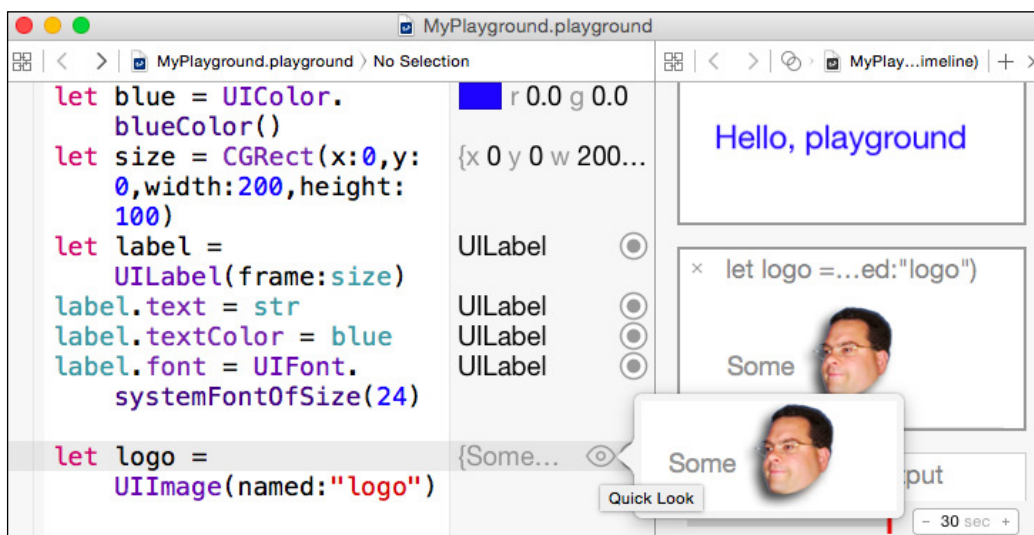 MyPlayground.playground
MyPlayground.playground 〉 No Selection
MyPlay...imeline)
let blue = UIColor.
blueColor()
let size = CGRect(x:0,y:
0,width:200,height:
100)
let label =
UILabel(frame:size)
label.text = str
label.textColor = blue
label.font = UIFont.
systemFontOfSize(24)
let logo =
UIImage(named:"logo")
r 0.0 g 0.0
{x 0 y 0 w 200...
UILabel
UILabel
UILabel
UILabel
{Some...
Quick Look
Hello, playground
× let logo =...ed:"logo")
Some
Some
put
- 30 sec +